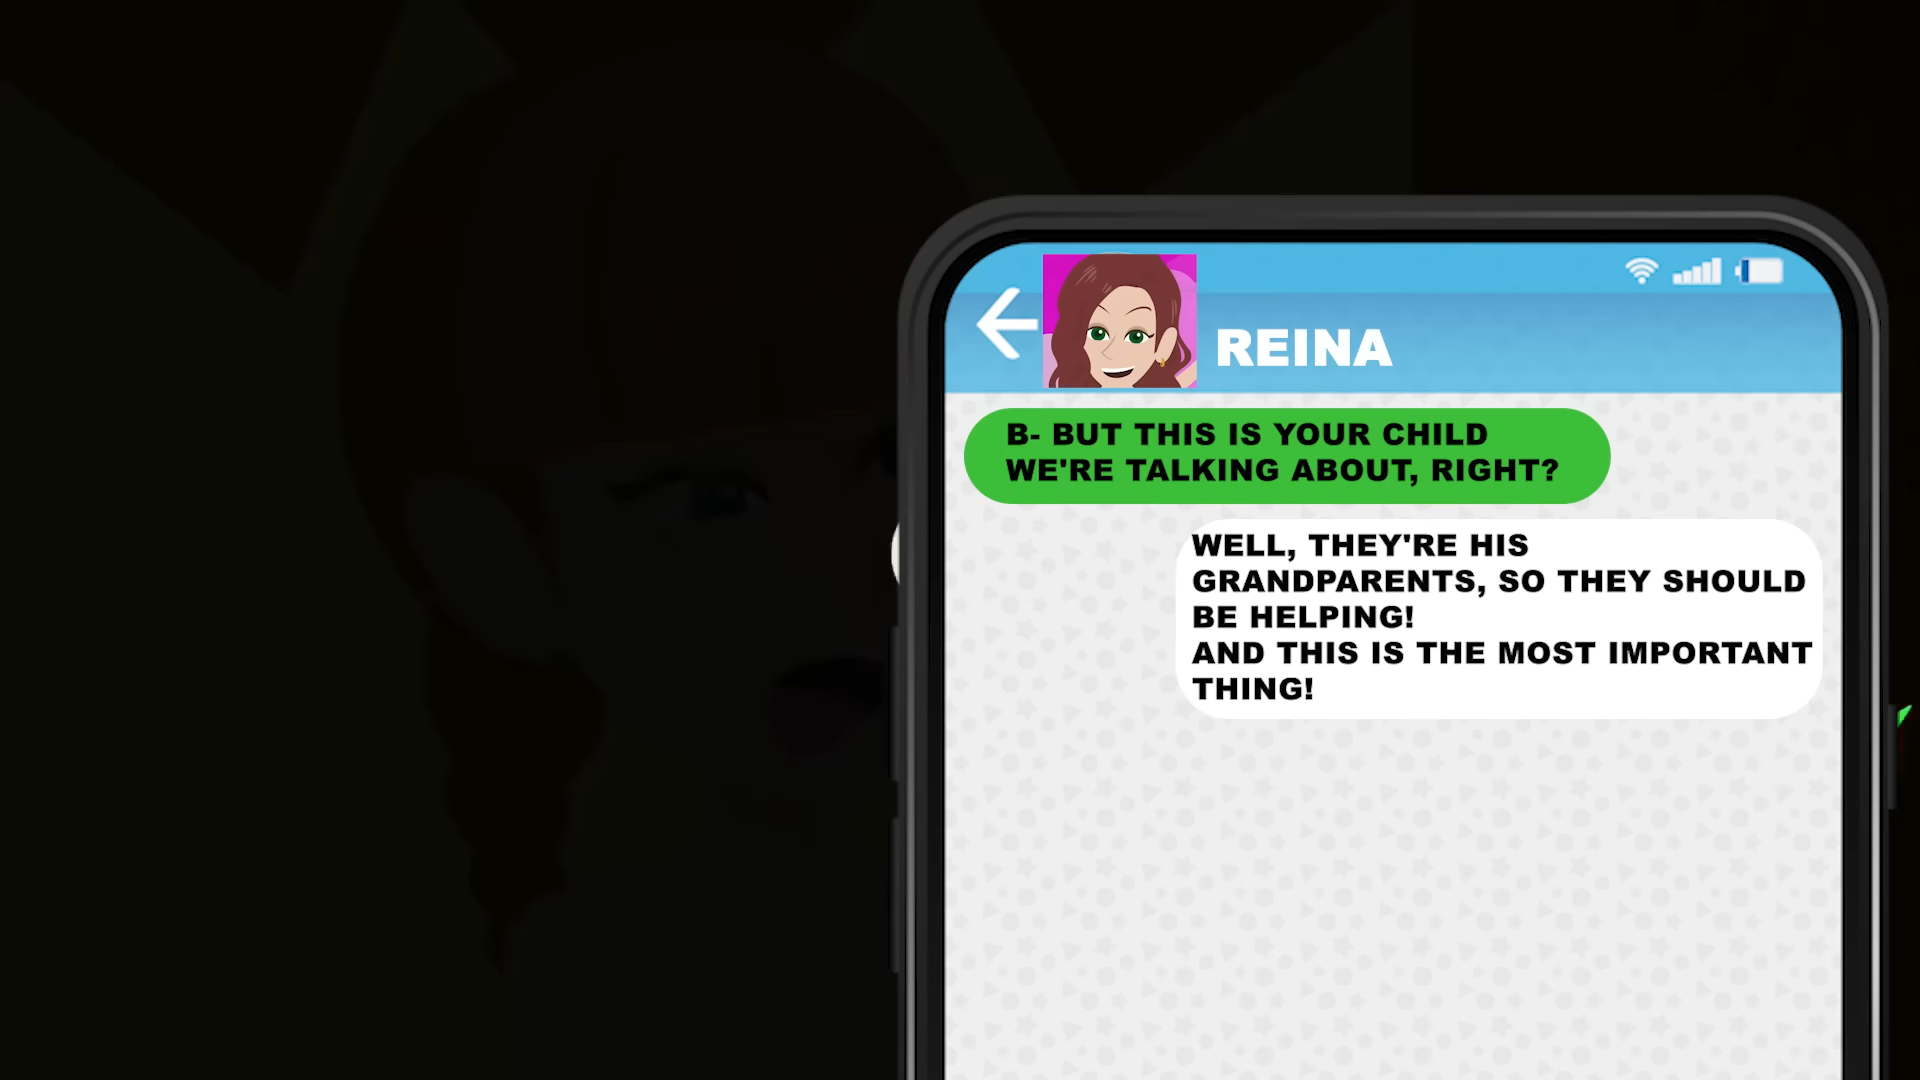 REINA
B- BUT THIS IS YOUR CHILD
WE'RE TALKING ABOUT, RIGHT?
WELL, THEY'RE HIS
GRANDPARENTS, SO THEY SHOULD
BE HELPING!
AND THIS IS THE MOST IMPORTANT
THING!